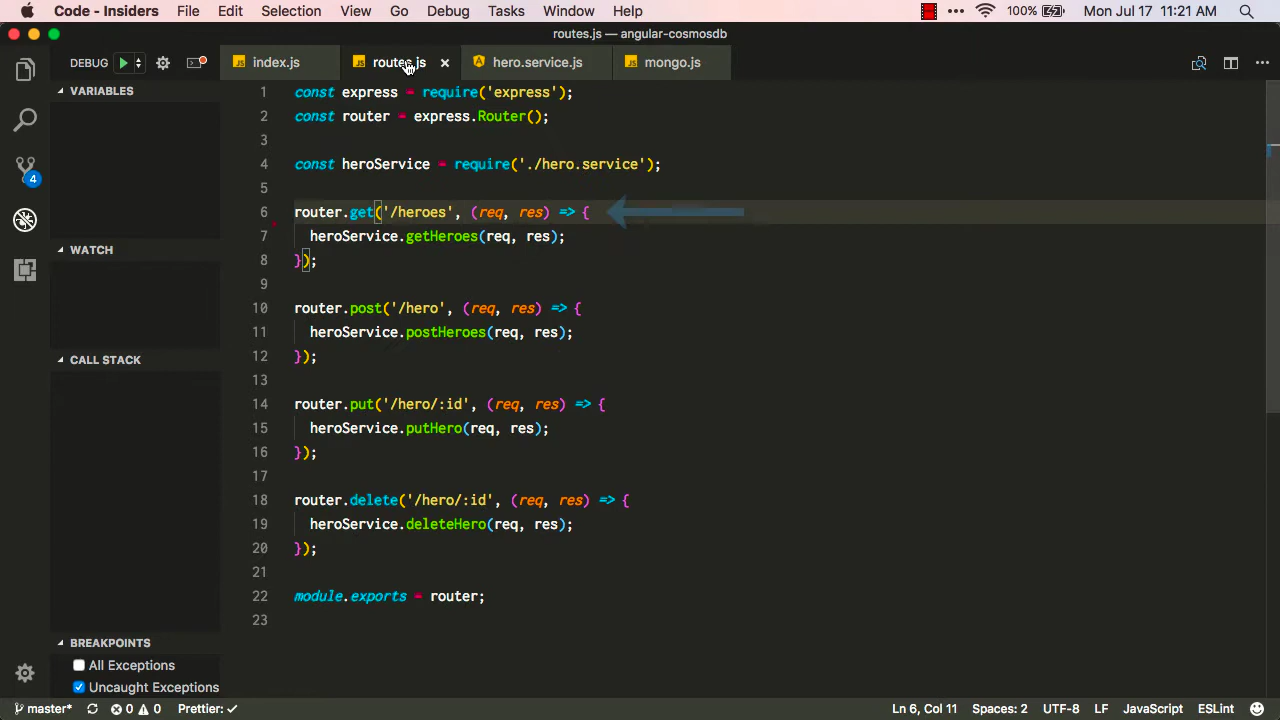 Code - Insiders File Edit Selection View Go Debug Tasks Window Help 100% Mon Jul 17 11:21 AM
routes.js — angular-cosmosdb
DEBUG index.js routes.js hero.service.js mongo.js
VARIABLES
WATCH
CALL STACK
BREAKPOINTS
All Exceptions
Uncaught Exceptions
4
1 const express = require('express');
2 const router = express.Router();
3
4 const heroService = require('./hero.service');
5
6 router.get('/heroes', (req, res) => {
7 heroService.getHeroes(req, res);
8 });
9
10 router.post('/hero', (req, res) => {
11 heroService.postHeroes(req, res);
12 });
13
14 router.put('/hero/:id', (req, res) => {
15 heroService.putHero(req, res);
16 });
17
18 router.delete('/hero/:id', (req, res) => {
19 heroService.deleteHero(req, res);
20 });
21
22 module.exports = router;
23
master* 0 0 Prettier: ✓ Ln 6, Col 11 Spaces: 2 UTF-8 LF JavaScript ESLint